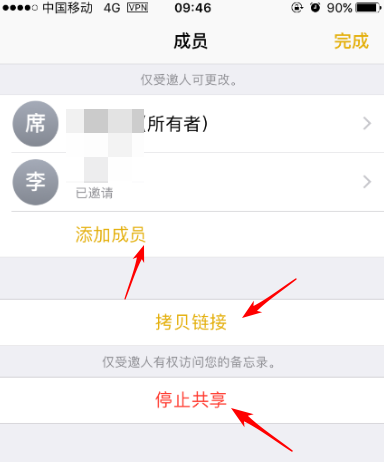 中国移动 4G VPN 09:46 90%
成员 完成
仅受邀人可更改。
席 (所有者)
李
已邀请
添加成员
拷贝链接
仅受邀人有权访问您的备忘录。
停止共享